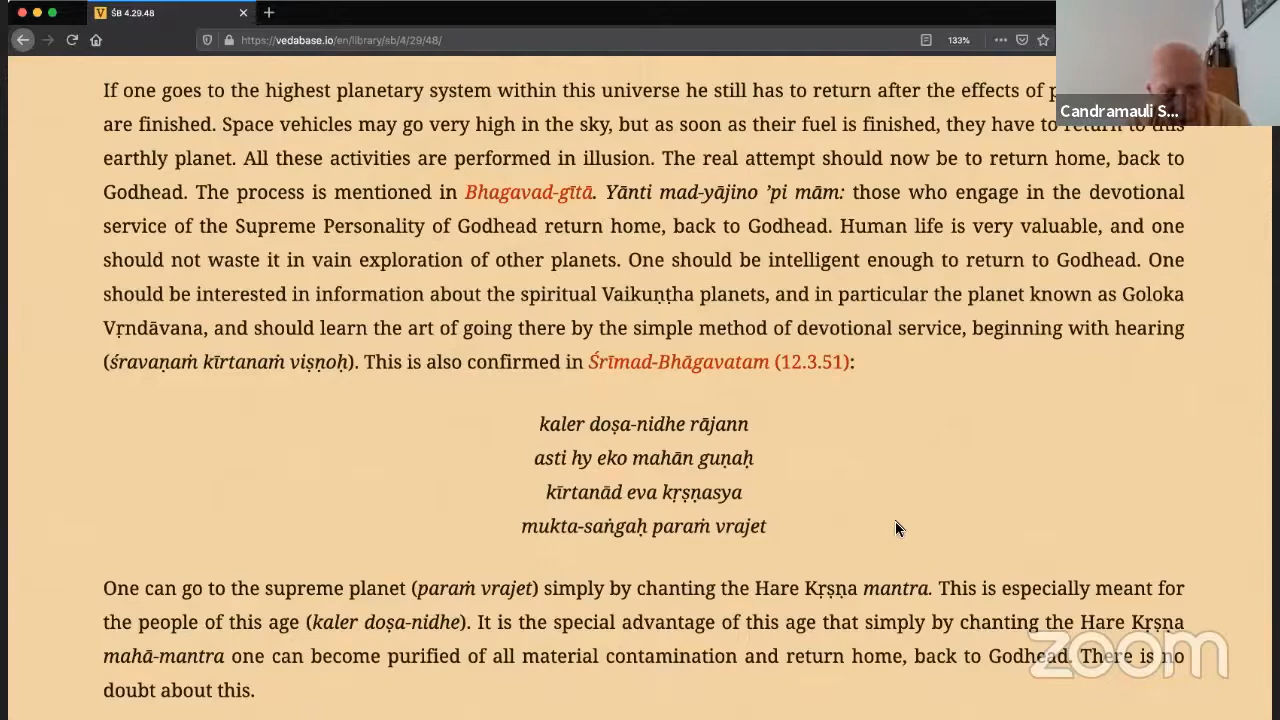 ŚB 4.29.48
https://vedabase.io/en/library/sb/4/29/48/
133%
Candramauli S...
If one goes to the highest planetary system within this universe he still has to return after the effects of
are finished. Space vehicles may go very high in the sky, but as soon as their fuel is finished, they have to return to this
earthly planet. All these activities are performed in illusion. The real attempt should now be to return home, back to
Godhead. The process is mentioned in Bhagavad-gītā. Yānti mad-yājino ’pi mām: those who engage in the devotional
service of the Supreme Personality of Godhead return home, back to Godhead. Human life is very valuable, and one
should not waste it in vain exploration of other planets. One should be intelligent enough to return to Godhead. One
should be interested in information about the spiritual Vaikuṇṭha planets, and in particular the planet known as Goloka
Vṛndāvana, and should learn the art of going there by the simple method of devotional service, beginning with hearing
(śravaṇaṁ kīrtanaṁ viṣṇoḥ). This is also confirmed in Śrīmad-Bhāgavatam (12.3.51):
kaler doṣa-nidhe rājann
asti hy eko mahān guṇaḥ
kīrtanād eva kṛṣṇasya
mukta-saṅgaḥ paraṁ vrajet
One can go to the supreme planet (paraṁ vrajet) simply by chanting the Hare Kṛṣṇa mantra. This is especially meant for
the people of this age (kaler doṣa-nidhe). It is the special advantage of this age that simply by chanting the Hare Kṛṣṇa
mahā-mantra one can become purified of all material contamination and return home, back to Godhead. There is no
doubt about this.
zoom